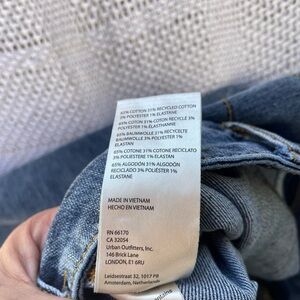 65% COTTON 31% RECYCLED COTTON
3% POLYESTER 1% ELASTANE
65% COTON 31% COTON RECYCLÉ 3%
POLYESTER 1% ÉLASTHANNE
65% BAUMWOLLE 31% RECYCELTE
BAUMWOLLE 3% POLYESTER 1%
ELASTAN
65% COTONE 31% COTONE RICICLATO
3% POLIESTERE 1% ELASTAN
65% ALGODÓN 31% ALGODÓN
RECICLADO 3% POLIÉSTER 1%
ELASTANO
MADE IN VIETNAM
HECHO EN VIETNAM
RN 66170
CA 32054
Urban Outfitters, Inc.
146 Brick Lane
LONDON, E1 6RU
Leidsestraat 32, 1017 PB
Amsterdam, Netherlands